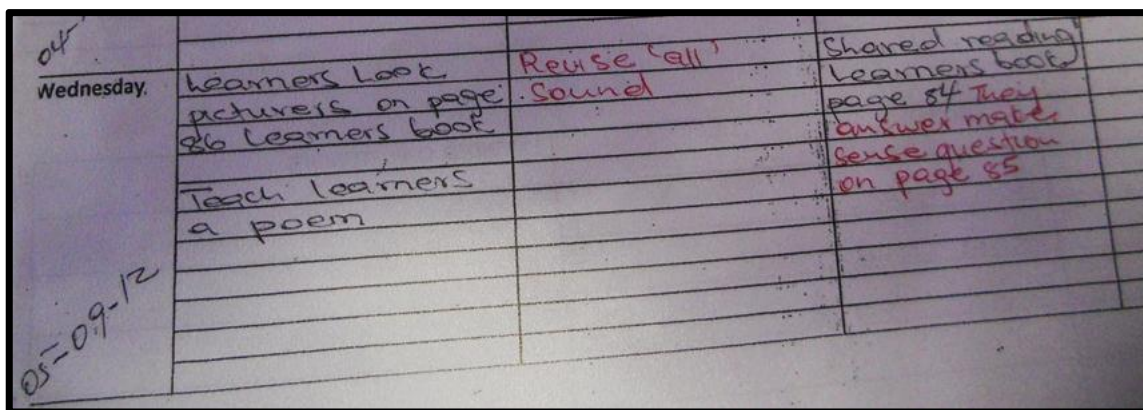 04-
Wednesday.
05-09-12
Learners Look
picturers on page
86 Learners book
Teach learners
a poem
Revise 'all'
Sound
Shared reading
Learners book
page 84 They
answer make
sense question
on page 85